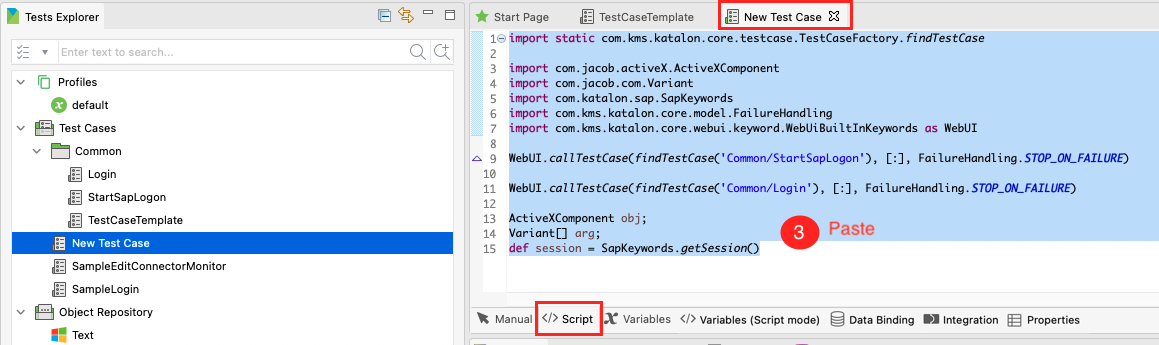 Tests Explorer
Enter text to search...
Profiles
default
Test Cases
Common
Login
StartSapLogon
TestCaseTemplate
New Test Case
SampleEditConnectorMonitor
SampleLogin
Object Repository
Text
Start Page
TestCaseTemplate
New Test Case
1 import static com.kms.katalon.core.testcase.TestCaseFactory.findTestCase
2
3 import com.jacob.activeX.ActiveXComponent
4 import com.jacob.com.Variant
5 import com.katalon.sap.SapKeywords
6 import com.kms.katalon.core.model.FailureHandling
7 import com.kms.katalon.core.webui.keyword.WebUiBuiltInKeywords as WebUI
8
9 WebUI.callTestCase(findTestCase('Common/StartSapLogon'), [:], FailureHandling.STOP_ON_FAILURE)
10
11 WebUI.callTestCase(findTestCase('Common/Login'), [:], FailureHandling.STOP_ON_FAILURE)
12
13 ActiveXComponent obj;
14 Variant[] arg;
15 def session = SapKeywords.getSession()
3 Paste
Manual
</> Script
Variables
</> Variables (Script mode)
Data Binding
Integration
Properties